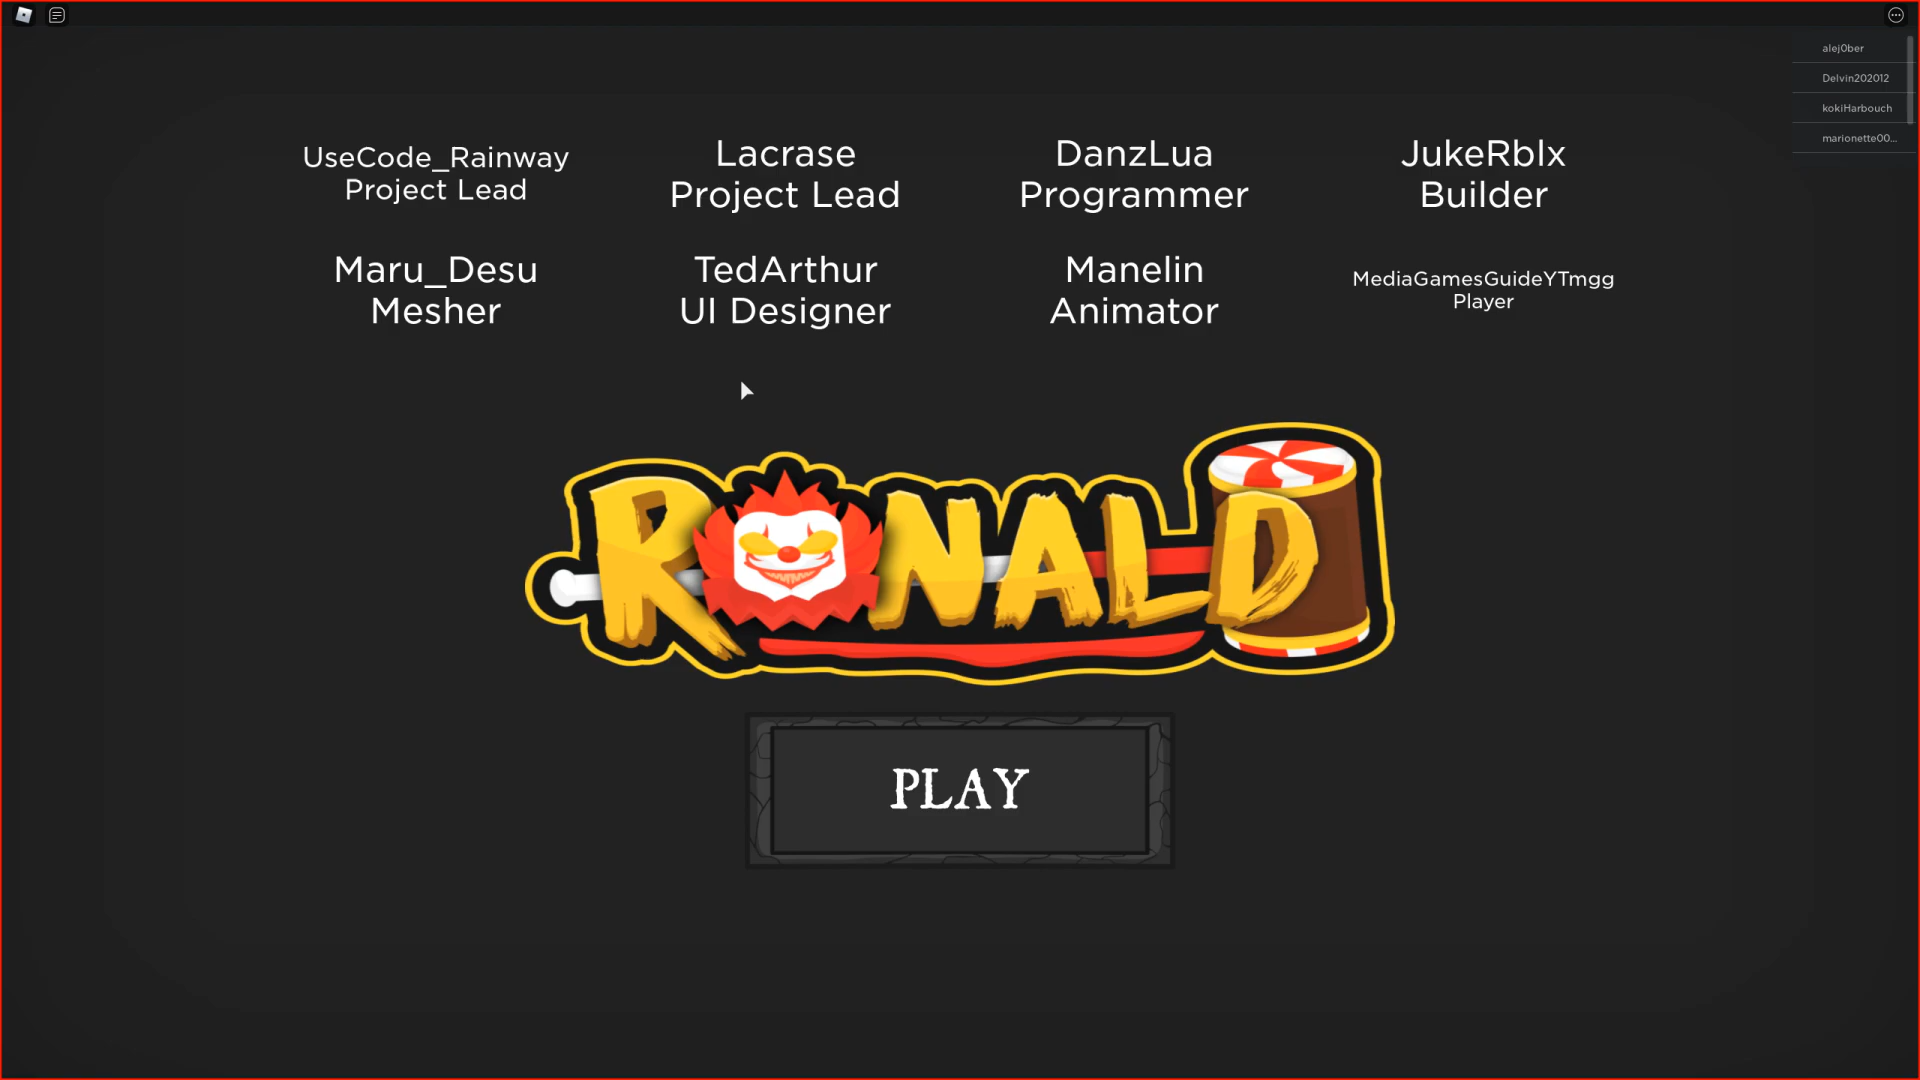 alej0ber
Delvin202012
kokiHarbouch
marionette00...
UseCode_Rainway
Project Lead
Lacrase
Project Lead
DanzLua
Programmer
JukeRblx
Builder
Maru_Desu
Mesher
TedArthur
UI Designer
Manelin
Animator
MediaGamesGuideYTmgg
Player
RONALD
PLAY